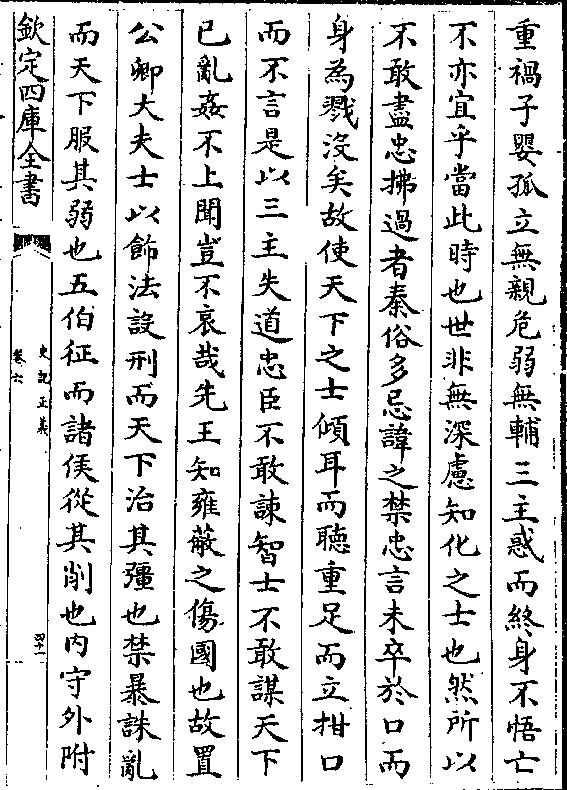 重禍子嬰孤立無親危弱無輔三主惑而終身不悟亡
不亦宜乎當此時也世非無深慮知化之士也然所以
不敢盡忠拂過者秦俗多忌諱之禁忠言未卒於口而
身為戮沒矣故使天下之士傾耳而聽重足而立拑口
而不言是以三主失道忠臣不敢諫智士不敢謀天下
已亂姦不上聞豈不哀哉先王知雍蔽之傷國也故置
公卿大夫士以飾法設刑而天下治其彊也禁暴誅亂
而天下服其弱也五伯征而諸侯從其削也內守外附
欽定四庫全書
史記正義
卷六
四十一